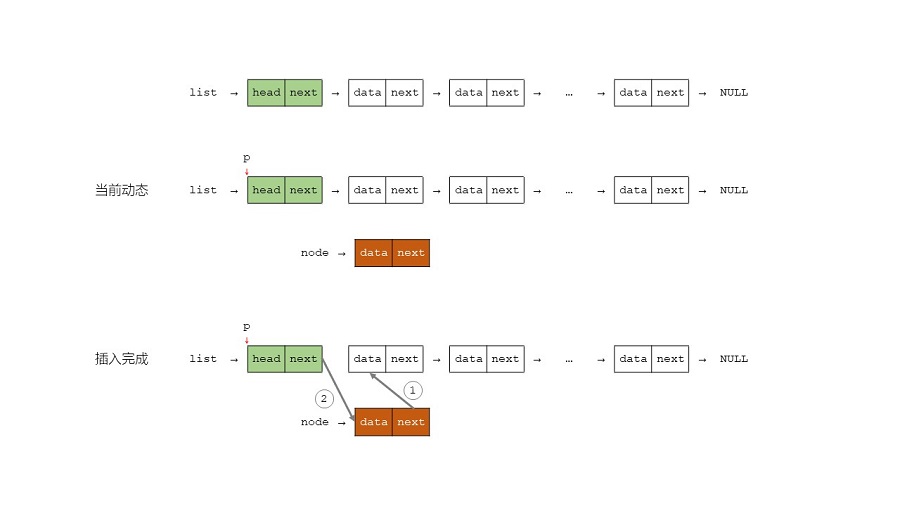 list → head next → data next → data next → … → data next → NULL
p
↓
当前动态 list → head next → data next → data next → … → data next → NULL
node → data next
p
↓
插入完成 list → head next data next → data next → … → data next → NULL
① 
②
node → data next